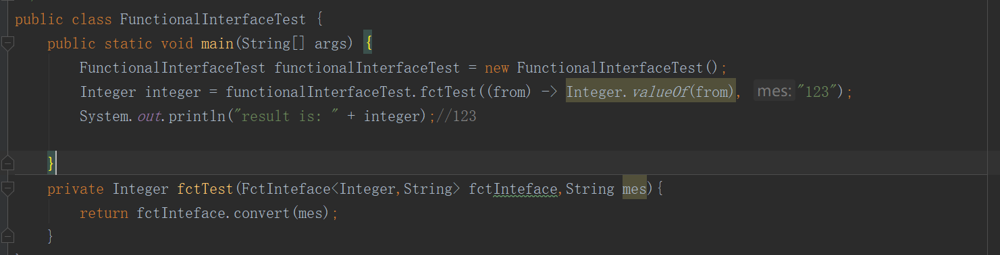 public class FunctionalInterfaceTest {
    public static void main(String[] args) {
        FunctionalInterfaceTest functionalInterfaceTest = new FunctionalInterfaceTest();
        Integer integer = functionalInterfaceTest.fctTest((from) -> Integer.valueOf(from), mes: "123");
        System.out.println("result is: " + integer);//123
    }
    private Integer fctTest(FctInteface<Integer,String> fctInteface,String mes){
        return fctInteface.convert(mes);
    }